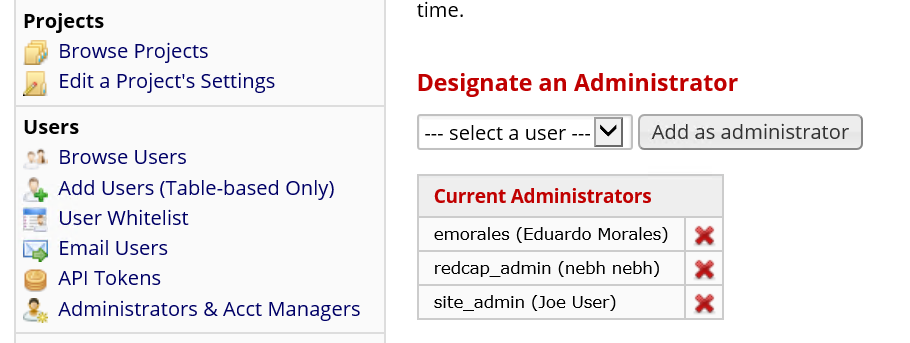 Projects
Browse Projects
Edit a Project's Settings
Users
Browse Users
Add Users (Table-based Only)
User Whitelist
Email Users
API Tokens
Administrators & Acct Managers
time.
Designate an Administrator
--- select a user --- Add as administrator
Current Administrators
emorales (Eduardo Morales)
redcap_admin (nebh nebh)
site_admin (Joe User)